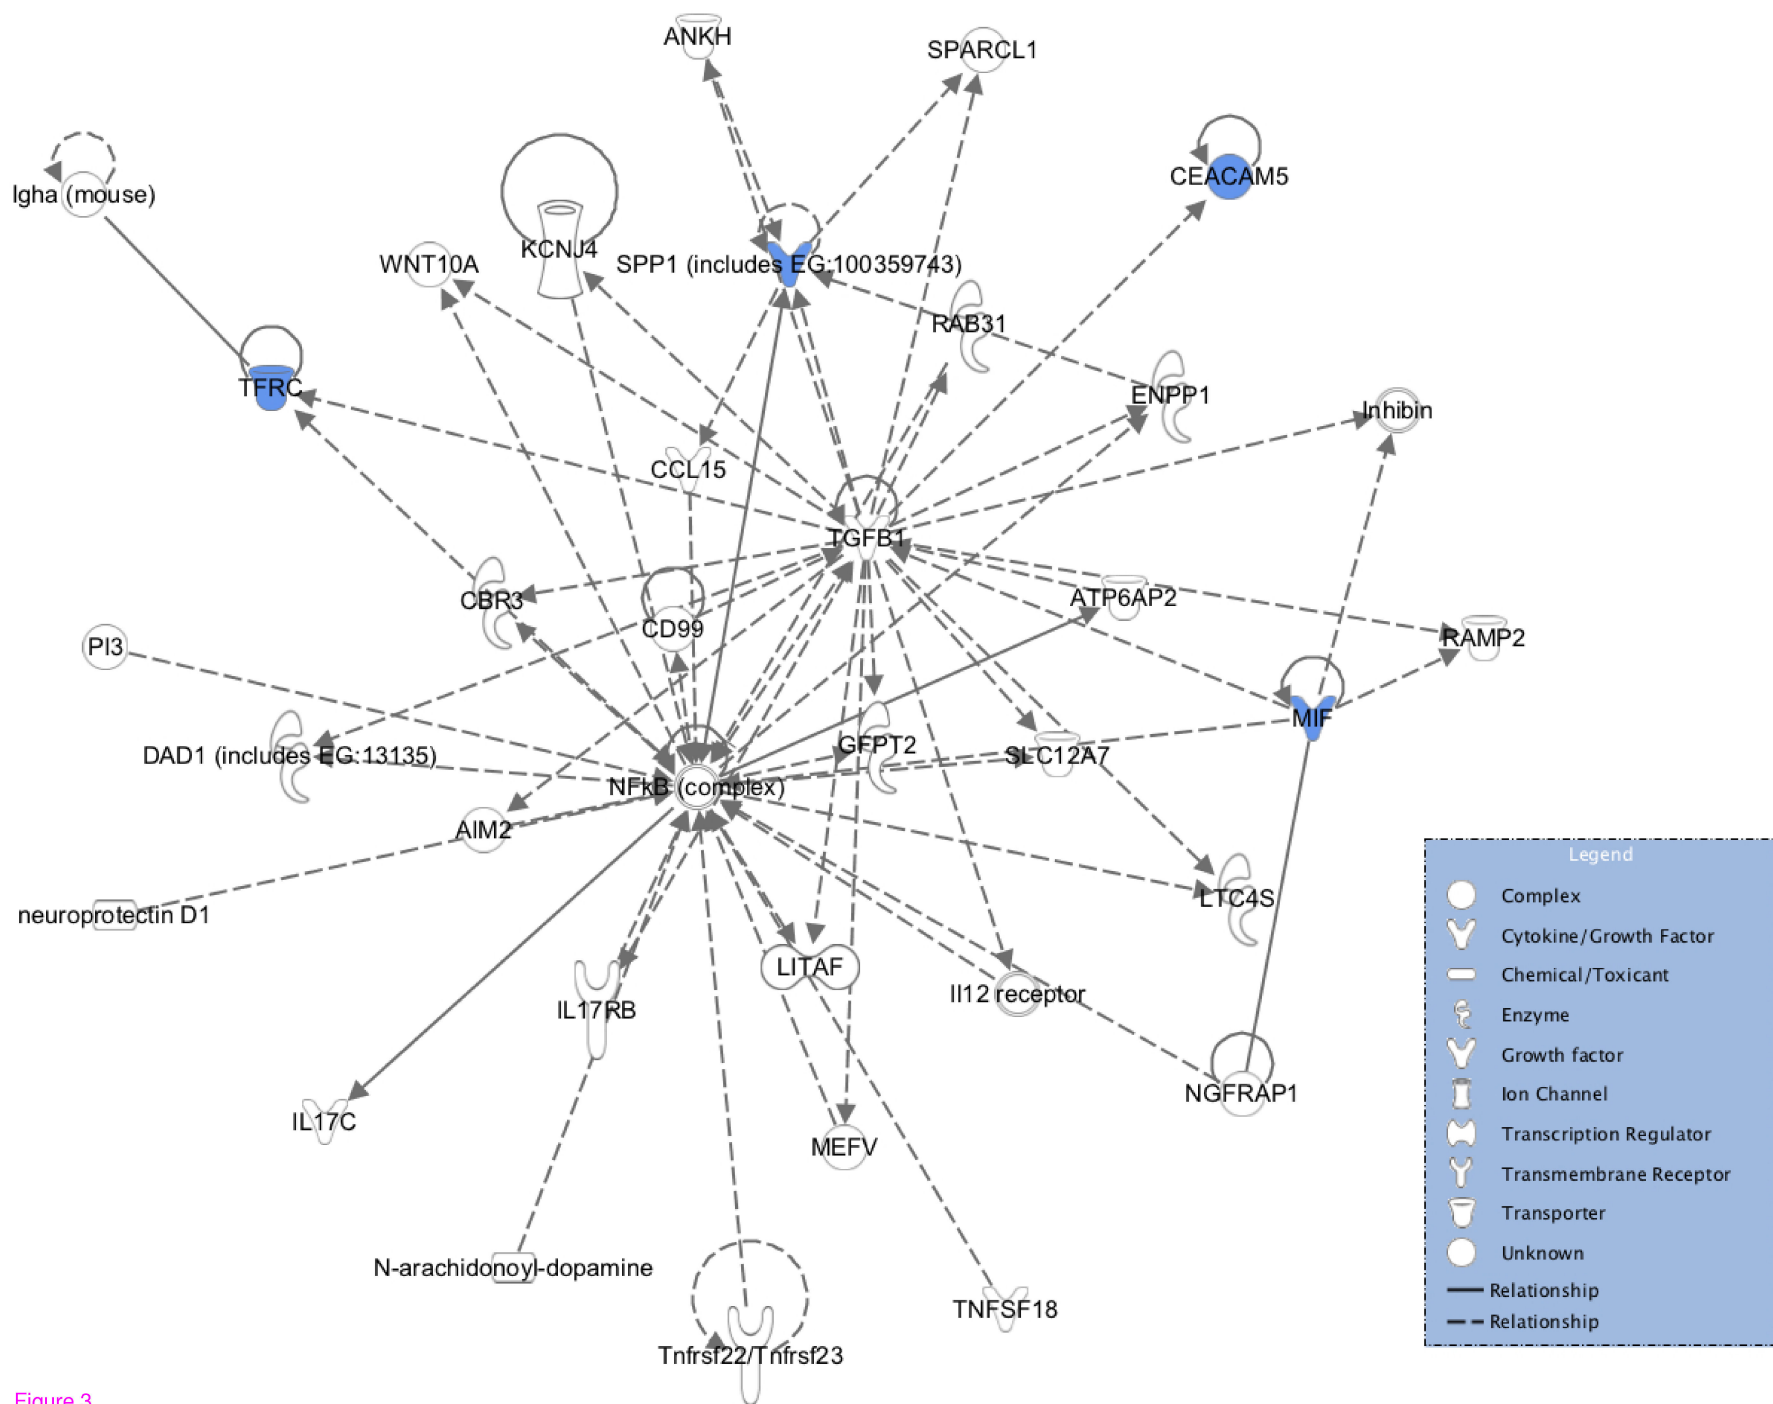 ANKH
SPARCL1
CEACAM5
Igha (mouse)
KCNJ4
WNT10A
SPP1 (includes EG:100359743)
RAB31
TFRC
ENPP1
Inhibin
CCL15
TGFB1
CBR3
ATP6AP2
CD99
PI3
RAMP2
MIF
GFPT2
DAD1 (includes EG:13135)
SLC12A7
NFkB (complex)
AIM2
LTC4S
neuroprotectin D1
LITAF
Il12 receptor
IL17RB
NGFRAP1
IL17C
MEFV
N-arachidonoyl-dopamine
TNFSF18
Tnfrsf22/Tnfrsf23
Legend
Complex
Cytokine/Growth Factor
Chemical/Toxicant
Enzyme
Growth factor
Ion Channel
Transcription Regulator
Transmembrane Receptor
Transporter
Unknown
Relationship
Relationship
Figure 3